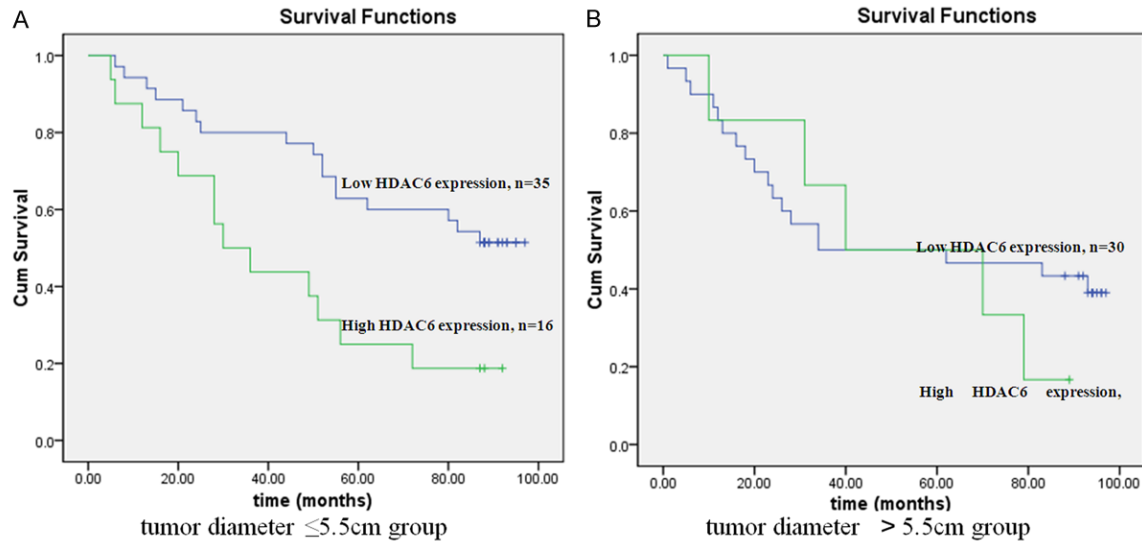 A
Survival Functions
1.0
0.8
0.6
0.4
0.2
0.0
Cum Survival
Low HDAC6 expression, n=35
High HDAC6 expression, n=16
0.00 20.00 40.00 60.00 80.00 100.00
time (months)
tumor diameter ≤5.5cm group
B
Survival Functions
1.0
0.8
0.6
0.4
0.2
0.0
Cum Survival
Low HDAC6 expression, n=30
High HDAC6 expression,
0.00 20.00 40.00 60.00 80.00 100.00
time (months)
tumor diameter > 5.5cm group